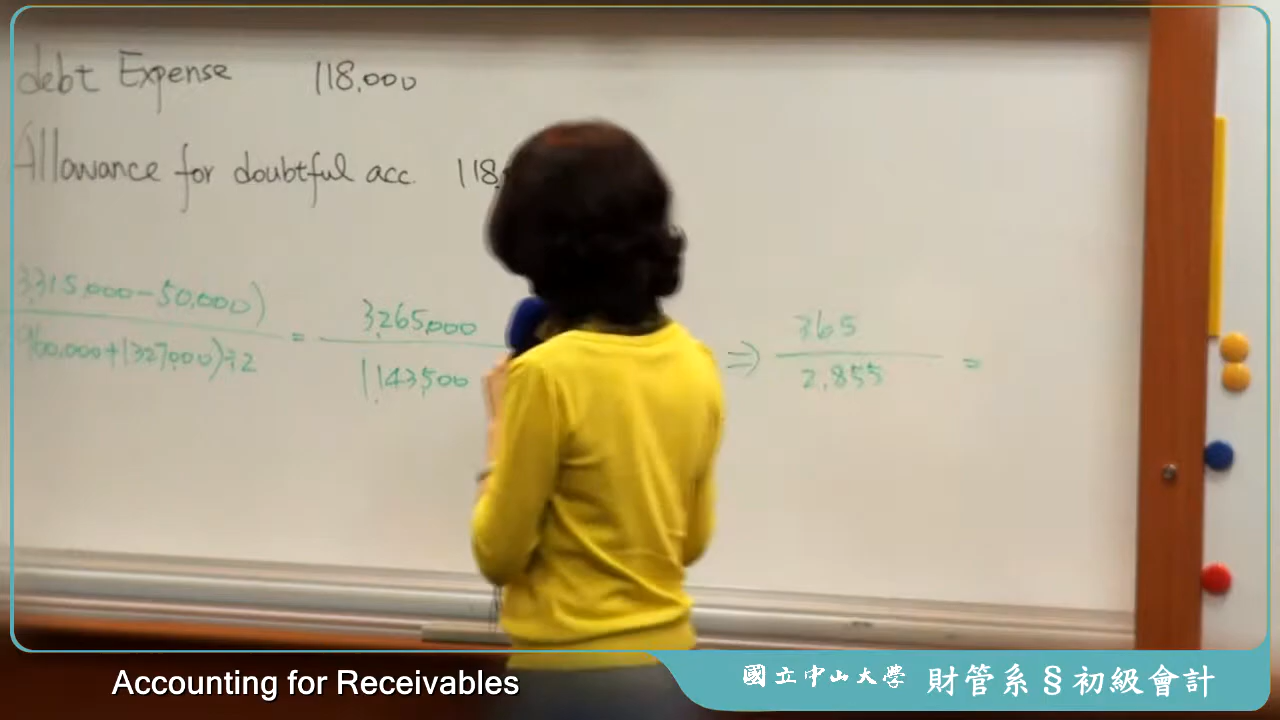 debt Expense 118,000
Allowance for doubtful acc. 118,
3,315,000-50,000)
960,000+1327,000)÷2
=
3,265,000
1,143,500
⇒
365
2.855
=
Accounting for Receivables
國立中山大學 財管系§初級會計